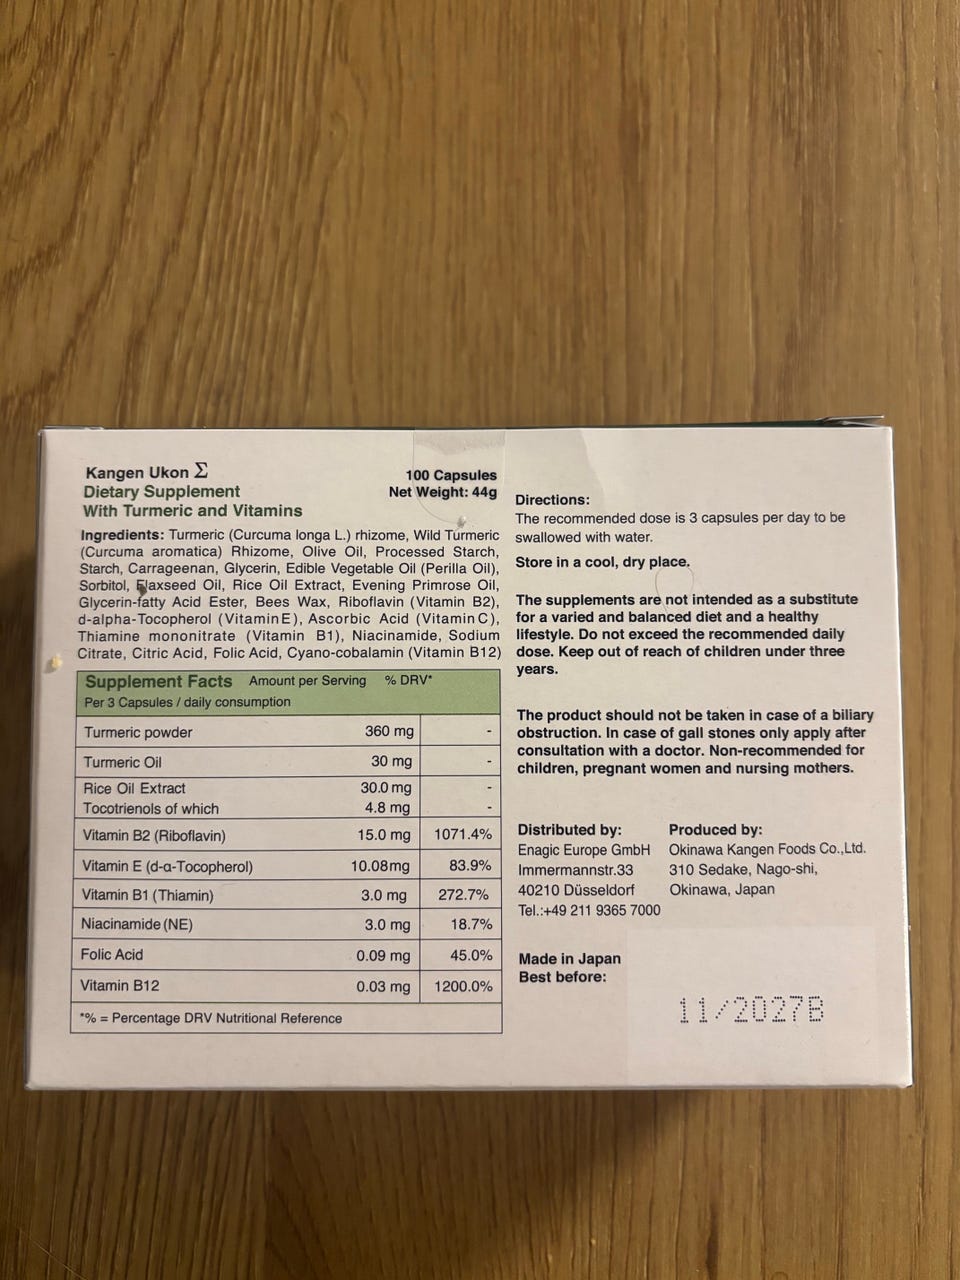 Kangen Ukon Σ
Dietary Supplement
With Turmeric and Vitamins
100 Capsules
Net Weight: 44g
Ingredients: Turmeric (Curcuma longa L.) rhizome, Wild Turmeric
(Curcuma aromatica) Rhizome, Olive Oil, Processed Starch,
Starch, Carrageenan, Glycerin, Edible Vegetable Oil (Perilla Oil),
Sorbitol, Flaxseed Oil, Rice Oil Extract, Evening Primrose Oil,
Glycerin-fatty Acid Ester, Bees Wax, Riboflavin (Vitamin B2),
d-alpha-Tocopherol (Vitamin E), Ascorbic Acid (Vitamin C),
Thiamine mononitrate (Vitamin B1), Niacinamide, Sodium
Citrate, Citric Acid, Folic Acid, Cyano-cobalamin (Vitamin B12)
Supplement Facts Amount per Serving % DRV*
Per 3 Capsules / daily consumption
Turmeric powder 360 mg -
Turmeric Oil 30 mg -
Rice Oil Extract 30.0 mg -
Tocotrienols of which 4.8 mg -
Vitamin B2 (Riboflavin) 15.0 mg 1071.4%
Vitamin E (d-α-Tocopherol) 10.08mg 83.9%
Vitamin B1 (Thiamin) 3.0 mg 272.7%
Niacinamide (NE) 3.0 mg 18.7%
Folic Acid 0.09 mg 45.0%
Vitamin B12 0.03 mg 1200.0%
*% = Percentage DRV Nutritional Reference
Directions:
The recommended dose is 3 capsules per day to be
swallowed with water.
Store in a cool, dry place.
The supplements are not intended as a substitute
for a varied and balanced diet and a healthy
lifestyle. Do not exceed the recommended daily
dose. Keep out of reach of children under three
years.
The product should not be taken in case of a biliary
obstruction. In case of gall stones only apply after
consultation with a doctor. Non-recommended for
children, pregnant women and nursing mothers.
Distributed by:
Enagic Europe GmbH
Immermannstr.33
40210 Düsseldorf
Tel.:+49 211 9365 7000
Produced by:
Okinawa Kangen Foods Co.,Ltd.
310 Sedake, Nago-shi,
Okinawa, Japan
Made in Japan
Best before:
11/2027B